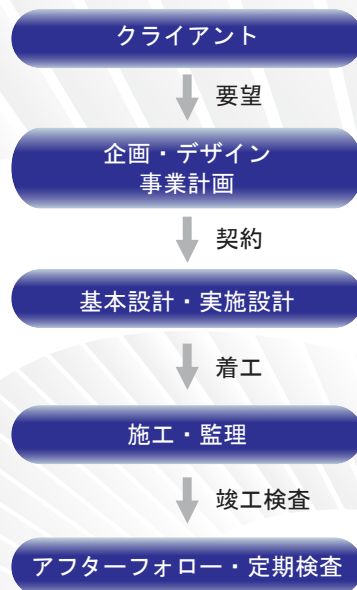 クライアント
要望
企画・デザイン
事業計画
契約
基本設計・実施設計
着工
施工・監理
竣工検査
アフターフォロー・定期検査